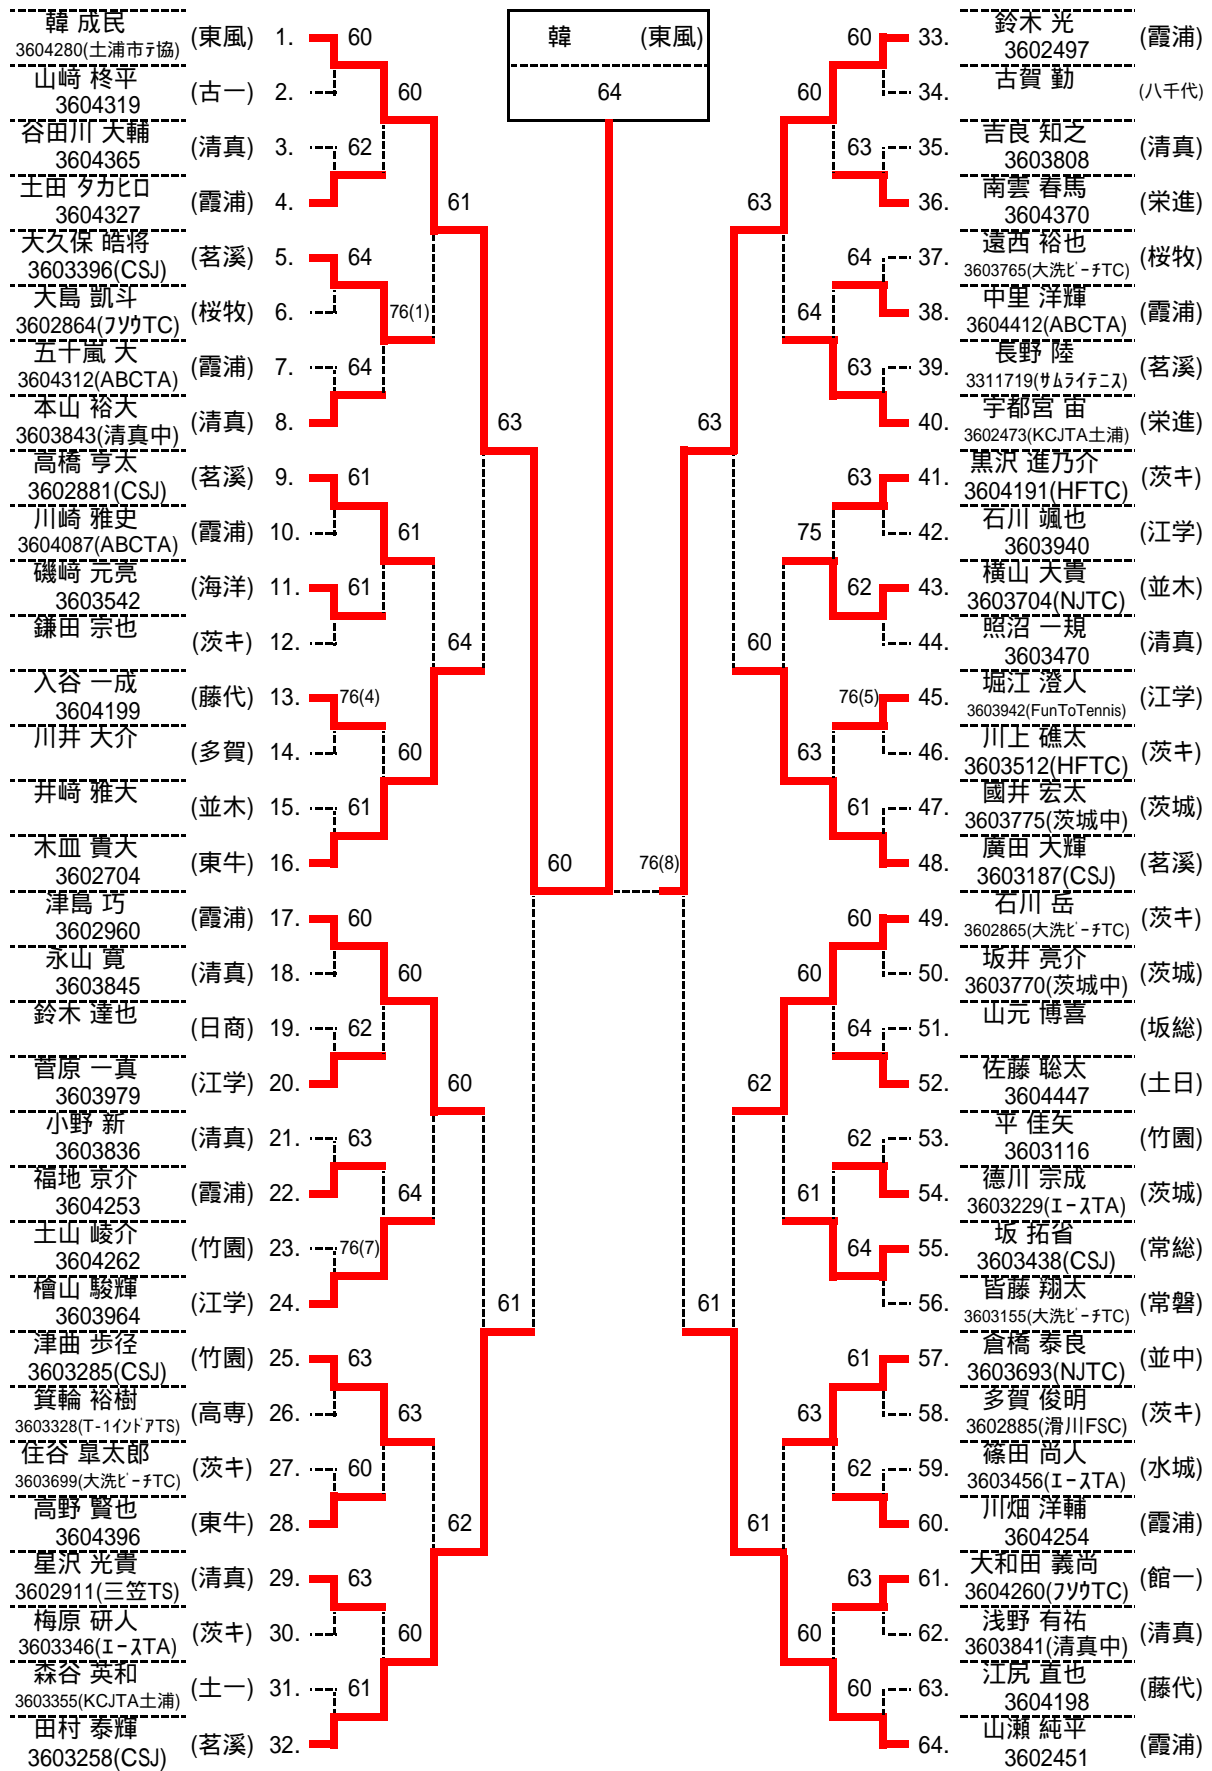 韓 (東風)
64
韓 成民
3604280(土浦市テ協) (東風) 1. 60
山﨑 柊平
3604319 (古一) 2.
60
谷田川 大輔
3604365 (清真) 3. 62
土田 タカヒロ
3604327 (霞浦) 4.
61
大久保 皓将
3603396(CSJ) (茗溪) 5. 64
大島 凱斗
3602864(フソウTC) (桜牧) 6.
76(1)
五十嵐 大
3604312(ABCTA) (霞浦) 7. 64
本山 裕大
3603843(清真中) (清真) 8.
63
高橋 亨太
3602881(CSJ) (茗溪) 9. 61
川崎 雅史
3604087(ABCTA) (霞浦) 10.
61
磯﨑 元亮
3603542 (海洋) 11. 61
鎌田 宗也
(茨キ) 12.
64
入谷 一成
3604199 (藤代) 13. 76(4)
川井 大介
(多賀) 14.
60
井﨑 雅大
(並木) 15. 61
木皿 貴大
3602704 (東牛) 16.
60
津島 巧
3602960 (霞浦) 17. 60
永山 寛
3603845 (清真) 18.
60
鈴木 達也
(日商) 19. 62
菅原 一真
3603979 (江学) 20.
60
小野 新
3603836 (清真) 21. 63
福地 京介
3604253 (霞浦) 22.
64
土山 崚介
3604262 (竹園) 23. 76(7)
檜山 駿輝
3603964 (江学) 24.
61
津曲 歩径
3603285(CSJ) (竹園) 25. 63
箕輪 裕樹
3603328(T-1インドアTS) (高専) 26.
63
住谷 皐太郎
3603699(大洗ビーチTC) (茨キ) 27. 60
高野 賢也
3604396 (東牛) 28.
62
星沢 光貴
3602911(三笠TS) (清真) 29. 63
梅原 研人
3603346(エースTA) (茨キ) 30.
60
森谷 英和
3603355(KCJTA土浦) (土一) 31. 61
田村 泰輝
3603258(CSJ) (茗溪) 32.
60 33. 鈴木 光
3602497 (霞浦)
60
34. 古賀 勤
(八千代)
63 35. 吉良 知之
3603808 (清真)
63
36. 南雲 春馬
3604370 (栄進)
64 37. 遠西 裕也
3603765(大洗ビーチTC) (桜牧)
64
38. 中里 洋輝
3604412(ABCTA) (霞浦)
63 39. 長野 陸
3311719(サムライテニス) (茗溪)
63
40. 宇都宮 宙
3602473(KCJTA土浦) (栄進)
63 41. 黒沢 進乃介
3604191(HFTC) (茨キ)
75
42. 石川 颯也
3603940 (江学)
62 43. 横山 大貴
3603704(NJTC) (並木)
60
44. 照沼 一規
3603470 (清真)
76(5) 45. 堀江 澄人
3603942(FunToTennis) (江学)
63
46. 川上 礁太
3603512(HFTC) (茨キ)
61 47. 國井 宏太
3603775(茨城中) (茨城)
76(8)
48. 廣田 大輝
3603187(CSJ) (茗溪)
60 49. 石川 岳
3602865(大洗ビーチTC) (茨キ)
60
50. 坂井 亮介
3603770(茨城中) (茨城)
64 51. 山元 博喜
(坂総)
62
52. 佐藤 聡太
3604447 (土日)
62 53. 平 佳矢
3603116 (竹園)
61
54. 德川 宗成
3603229(エースTA) (茨城)
64 55. 坂 拓省
3603438(CSJ) (常総)
61
56. 皆藤 翔太
3603155(大洗ビーチTC) (常磐)
61 57. 倉橋 泰良
3603693(NJTC) (並中)
63
58. 多賀 俊明
3602885(滑川FSC) (茨キ)
62 59. 篠田 尚人
3603456(エースTA) (水城)
61
60. 川畑 洋輔
3604254 (霞浦)
63 61. 大和田 義尚
3604260(フソウTC) (館一)
60
62. 浅野 有祐
3603841(清真中) (清真)
60 63. 江尻 直也
3604198 (藤代)
64. 山瀬 純平
3602451 (霞浦)